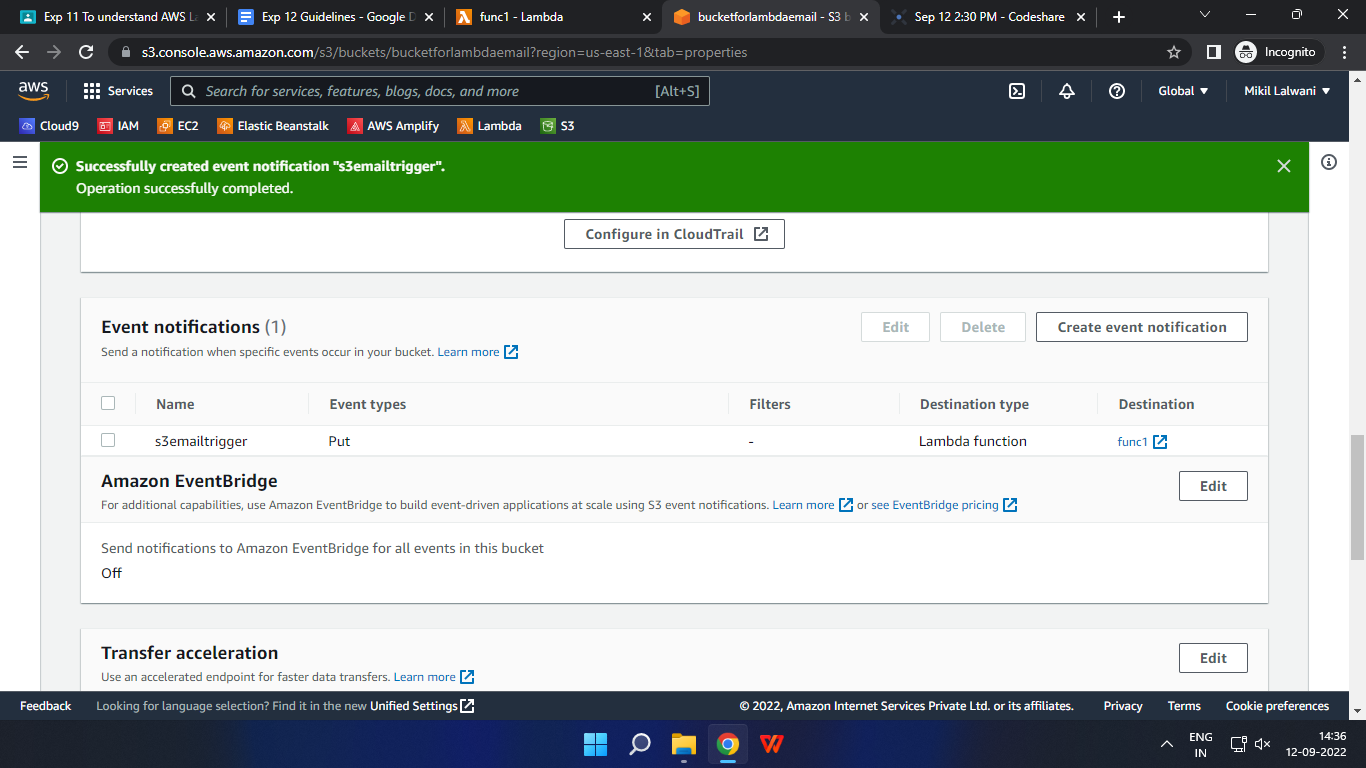 Exp 11 To understand AWS La
Exp 12 Guidelines - Google D
func1 - Lambda
bucketforlambdaemail - S3 b
Sep 12 2:30 PM - Codeshare
s3.console.aws.amazon.com/s3/buckets/bucketforlambdaemail?region=us-east-1&tab=properties
Incognito
aws
Services
Search for services, features, blogs, docs, and more
[Alt+S]
Global
Mikil Lalwani
Cloud9
IAM
EC2
Elastic Beanstalk
AWS Amplify
Lambda
S3
Successfully created event notification "s3emailtrigger".
Operation successfully completed.
Configure in CloudTrail
Event notifications (1)
Edit
Delete
Create event notification
Send a notification when specific events occur in your bucket. Learn more
Name Event types Filters Destination type Destination
s3emailtrigger Put - Lambda function func1
Amazon EventBridge
Edit
For additional capabilities, use Amazon EventBridge to build event-driven applications at scale using S3 event notifications. Learn more or see EventBridge pricing
Send notifications to Amazon EventBridge for all events in this bucket
Off
Transfer acceleration
Edit
Use an accelerated endpoint for faster data transfers. Learn more
Feedback
Looking for language selection? Find it in the new Unified Settings
© 2022, Amazon Internet Services Private Ltd. or its affiliates.
Privacy
Terms
Cookie preferences
ENG
IN
14:36
12-09-2022